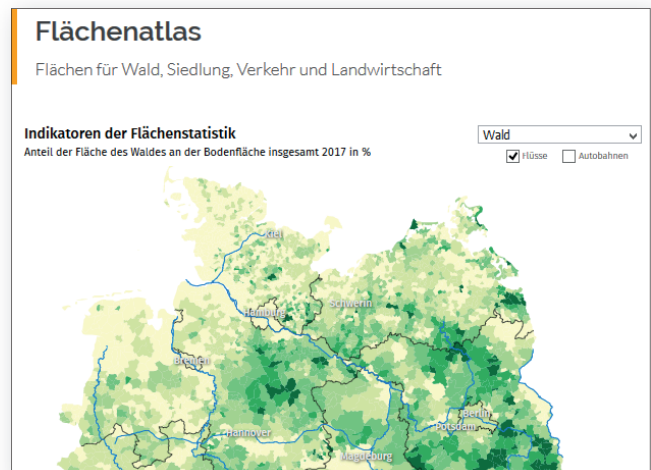 Flächenatlas
Flächen für Wald, Siedlung, Verkehr und Landwirtschaft
Indikatoren der Flächenstatistik
Anteil der Fläche des Waldes an der Bodenfläche insgesamt 2017 in %
Wald
Flüsse
Autobahnen
Kiel
Schwerin
Hamburg
Bremen
Berlin
Potsdam
Hannover
Magdeburg